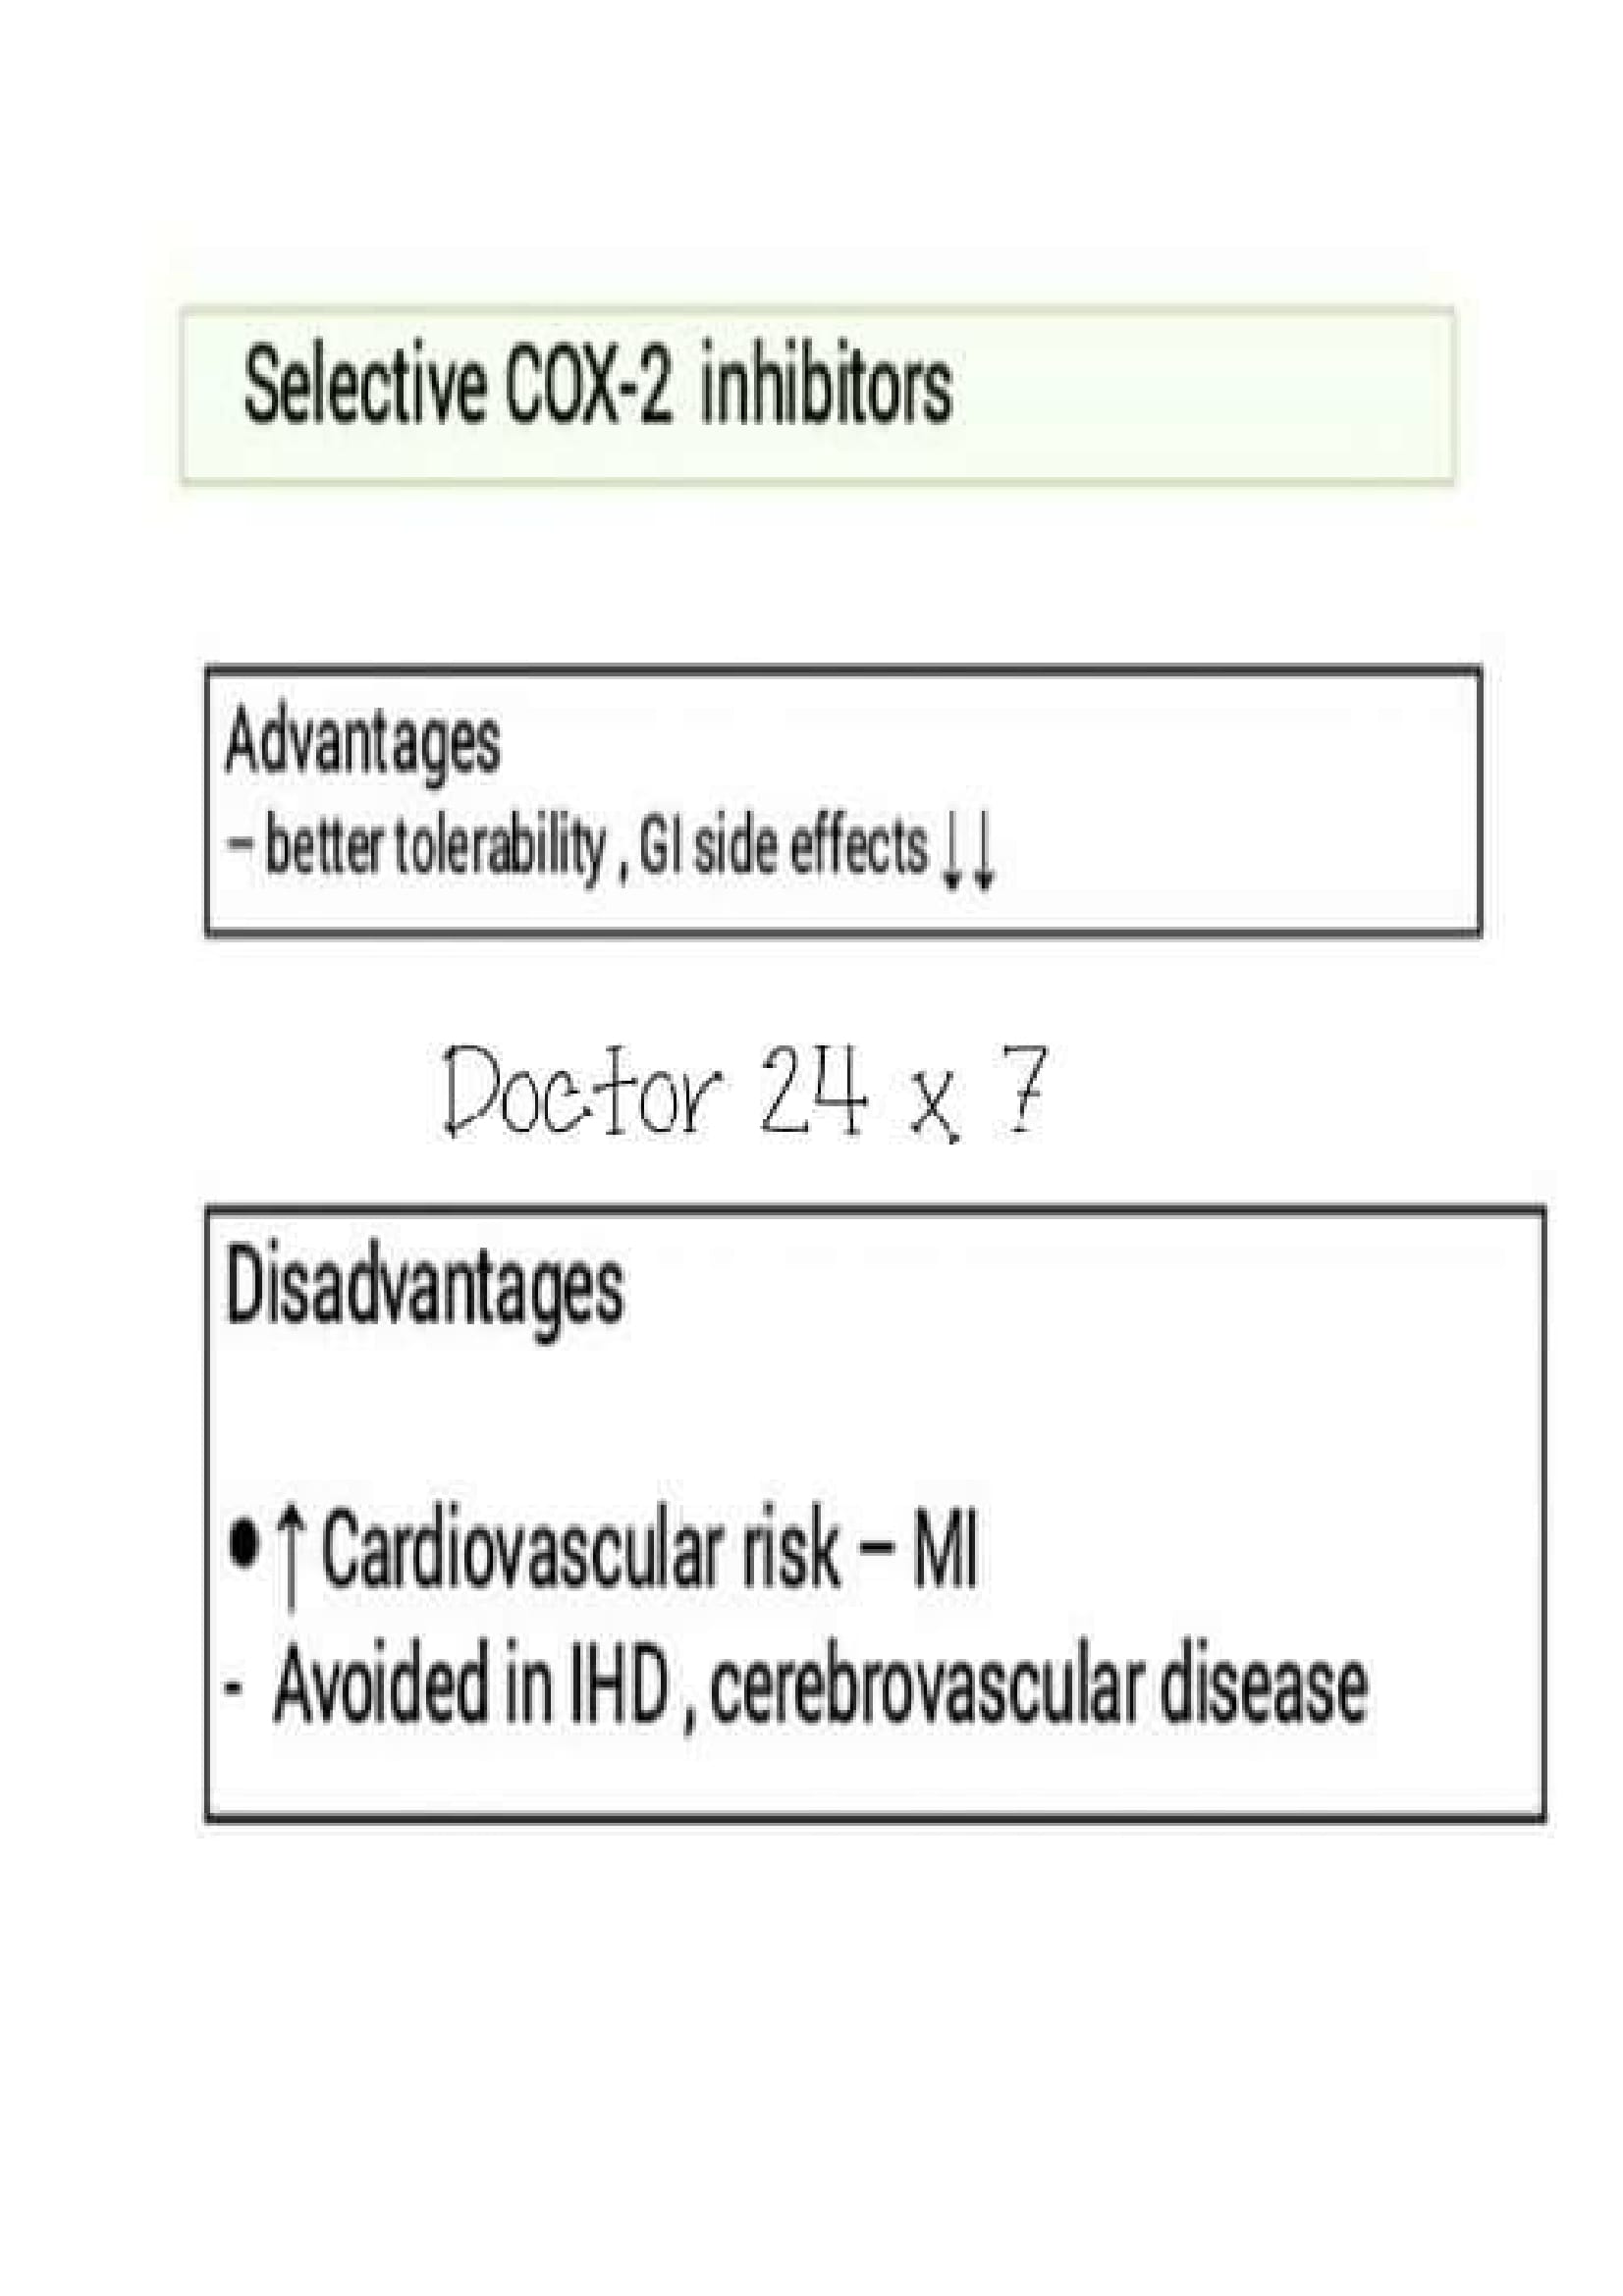 Selective COX-2 inhibitors
Advantages
– better tolerability , GI side effects ↓↓
Doctor 24 x 7
Disadvantages
● ↑ Cardiovascular risk – MI
- Avoided in IHD , cerebrovascular disease